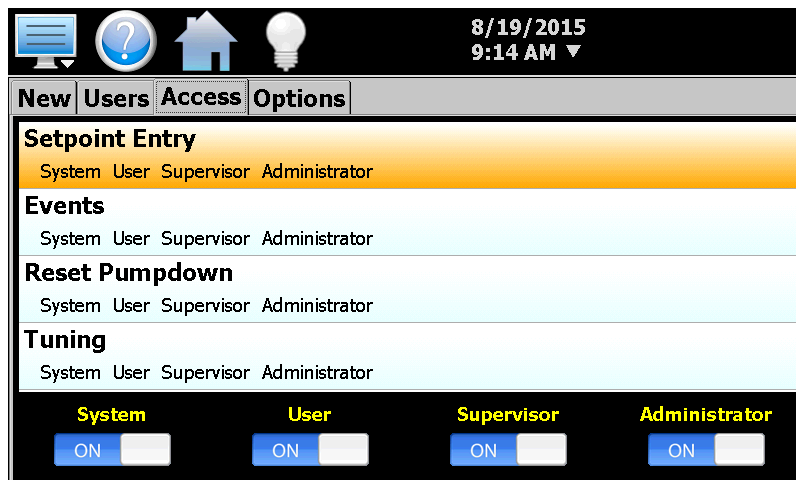 8/19/2015
9:14 AM ▼
New Users Access Options
Setpoint Entry
System User Supervisor Administrator
Events
System User Supervisor Administrator
Reset Pumpdown
System User Supervisor Administrator
Tuning
System User Supervisor Administrator
System User Supervisor Administrator
ON ON ON ON